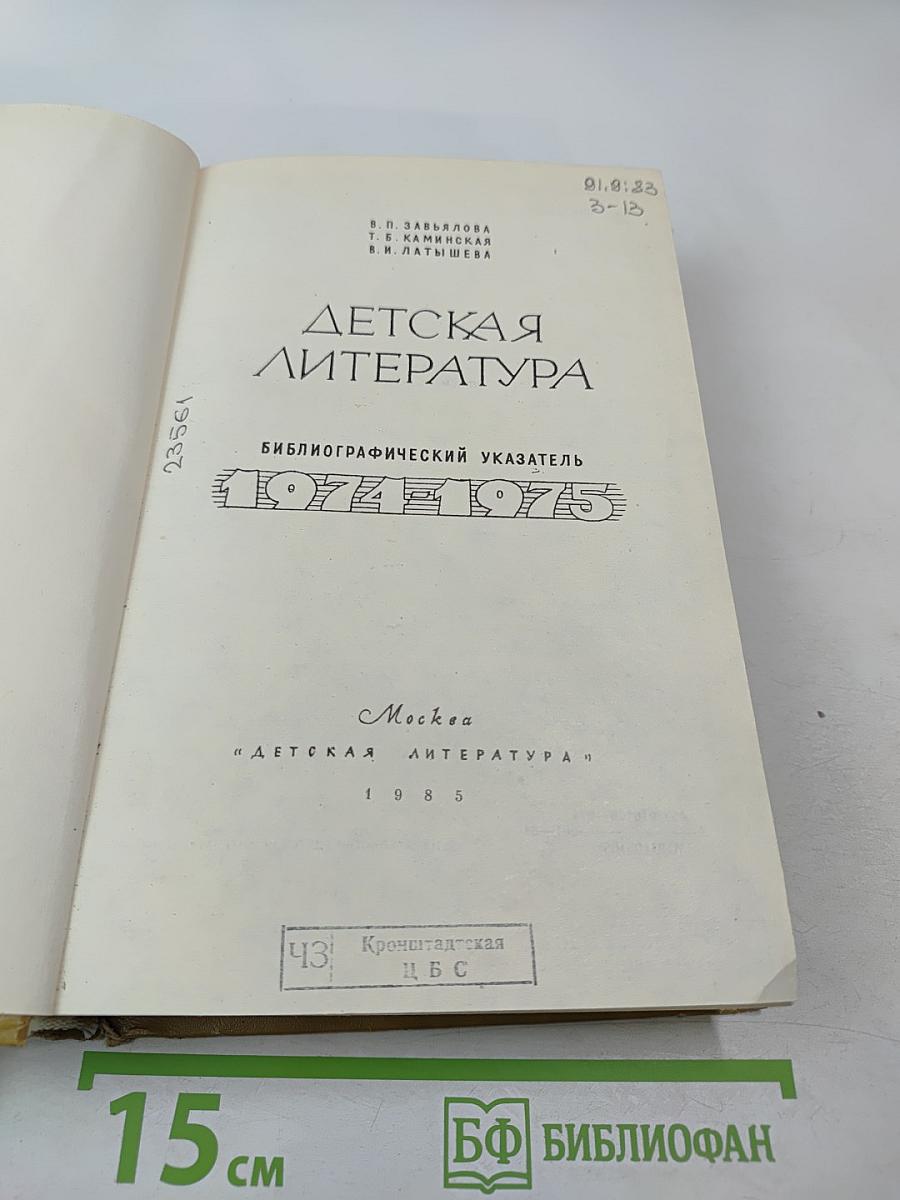 91.9:83
З-13
В. П. ЗАВЬЯЛОВА
Т. Б. КАМИНСКАЯ
В. И. ЛАТЫШЕВА
ДЕТСКАЯ
ЛИТЕРАТУРА
23561
БИБЛИОГРАФИЧЕСКИЙ УКАЗАТЕЛЬ
1974-1975
Москва
«ДЕТСКАЯ ЛИТЕРАТУРА»
1985
ЧЗ
Кронштадтская
ЦБС
15 см
БФ БИБЛИОФАН